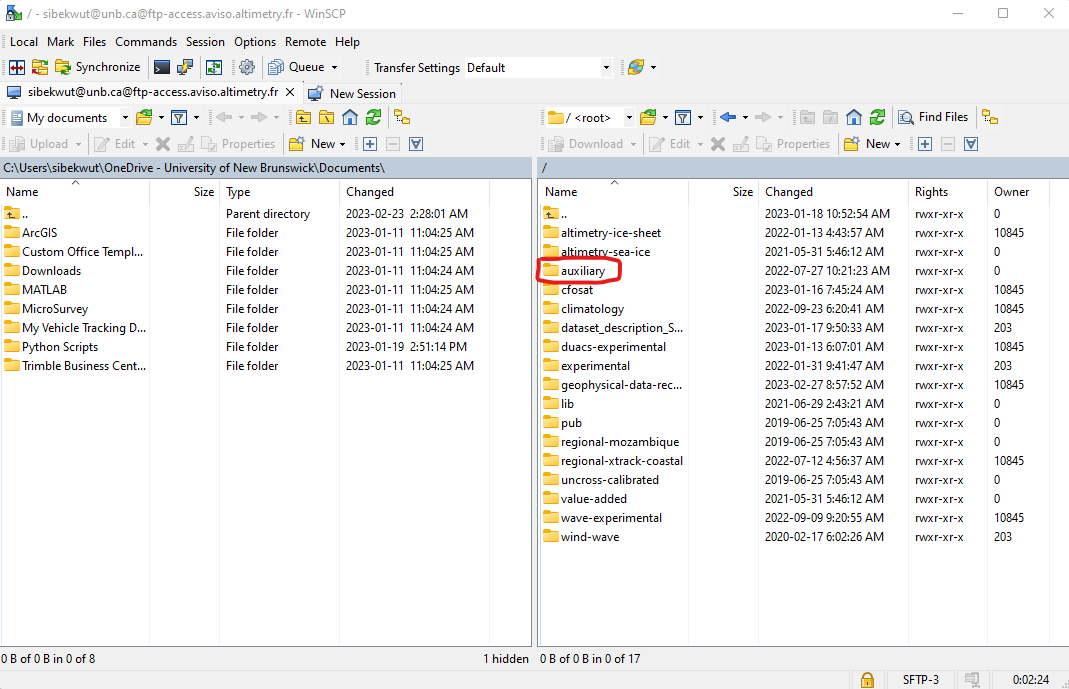 / - sibekwut@unb.ca@ftp-access.aviso.altimetry.fr - WinSCP
Local Mark Files Commands Session Options Remote Help
Synchronize Queue Transfer Settings Default
sibekwut@unb.ca@ftp-access.aviso.altimetry.fr New Session
My documents / <root> Find Files
Upload Edit Properties New Download Edit Properties New
C:\Users\sibekwut\OneDrive - University of New Brunswick\Documents\ /
Name Size Type Changed Name Size Changed Rights Owner
.. Parent directory 2023-02-23 2:28:01 AM .. 2023-01-18 10:52:54 AM rwxr-xr-x 0
ArcGIS File folder 2023-01-11 11:04:25 AM altimetry-ice-sheet 2022-01-13 4:43:57 AM rwxr-xr-x 10845
Custom Office Templ... File folder 2023-01-11 11:04:25 AM altimetry-sea-ice 2021-05-31 5:46:12 AM rwxr-xr-x 0
Downloads File folder 2023-01-11 11:04:24 AM auxiliary 2022-07-27 10:21:23 AM rwxr-xr-x 0
MATLAB File folder 2023-01-11 11:04:25 AM cfosat 2023-01-16 7:45:24 AM rwxr-xr-x 10845
MicroSurvey File folder 2023-01-11 11:04:24 AM climatology 2022-09-23 6:20:41 AM rwxr-xr-x 10845
My Vehicle Tracking D... File folder 2023-01-11 11:04:24 AM dataset_description_S... 2023-01-17 9:50:33 AM rwxr-xr-x 203
Python Scripts File folder 2023-01-19 2:51:14 PM duacs-experimental 2023-01-13 6:07:01 AM rwxr-xr-x 10845
Trimble Business Cent... File folder 2023-01-11 11:04:25 AM experimental 2022-01-31 9:41:47 AM rwxr-xr-x 203
geophysical-data-rec... 2023-02-27 8:57:52 AM rwxr-xr-x 10845
lib 2021-06-29 2:43:21 AM rwxr-xr-x 0
pub 2019-06-25 7:05:43 AM rwxr-xr-x 0
regional-mozambique 2019-06-25 7:05:43 AM rwxr-xr-x 0
regional-xtrack-coastal 2022-07-12 4:56:37 AM rwxr-xr-x 10845
uncross-calibrated 2019-06-25 7:05:43 AM rwxr-xr-x 0
value-added 2021-05-31 5:46:12 AM rwxr-xr-x 0
wave-experimental 2022-09-09 9:20:55 AM rwxr-xr-x 10845
wind-wave 2020-02-17 6:02:26 AM rwxr-xr-x 203
0 B of 0 B in 0 of 8 1 hidden 0 B of 0 B in 0 of 17
SFTP-3 0:02:24